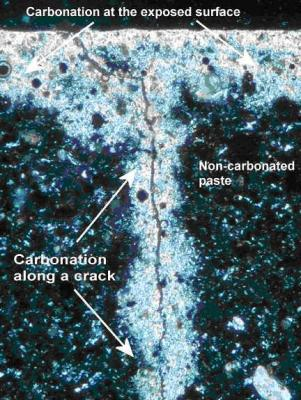 Carbonation at the exposed surface
Non-carbonated
paste
Carbonation
along a crack